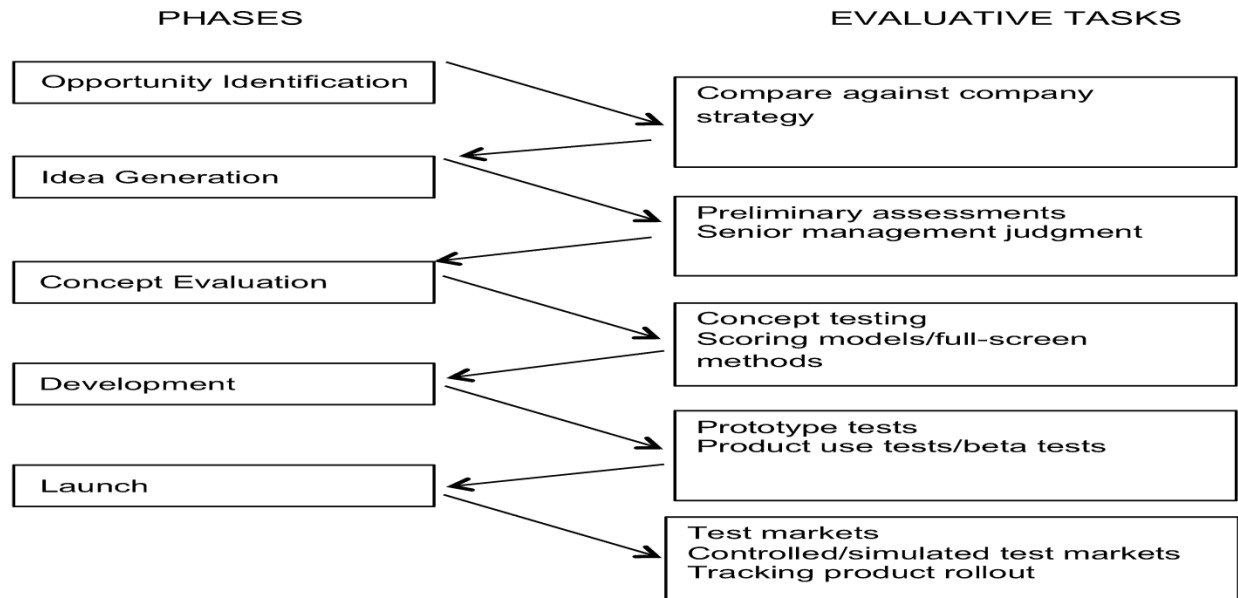 PHASES
EVALUATIVE TASKS
Opportunity Identification
Compare against company
strategy
Idea Generation
Preliminary assessments
Senior management judgment
Concept Evaluation
Concept testing
Scoring models/full-screen
methods
Development
Prototype tests
Product use tests/beta tests
Launch
Test markets
Controlled/simulated test markets
Tracking product rollout